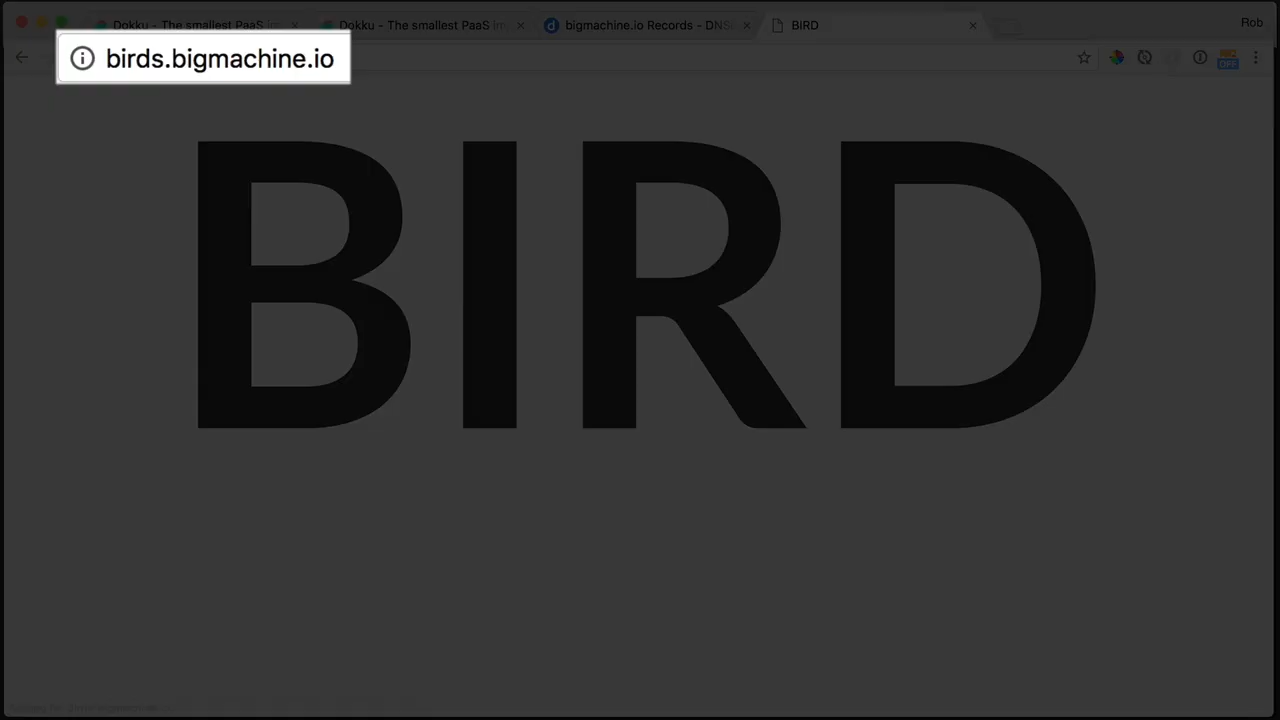 Dokku - The smallest PaaS im
Dokku - The smallest PaaS im
bigmachine.io Records - DNS
BIRD
Rob
birds.bigmachine.io
OFF
BIRD